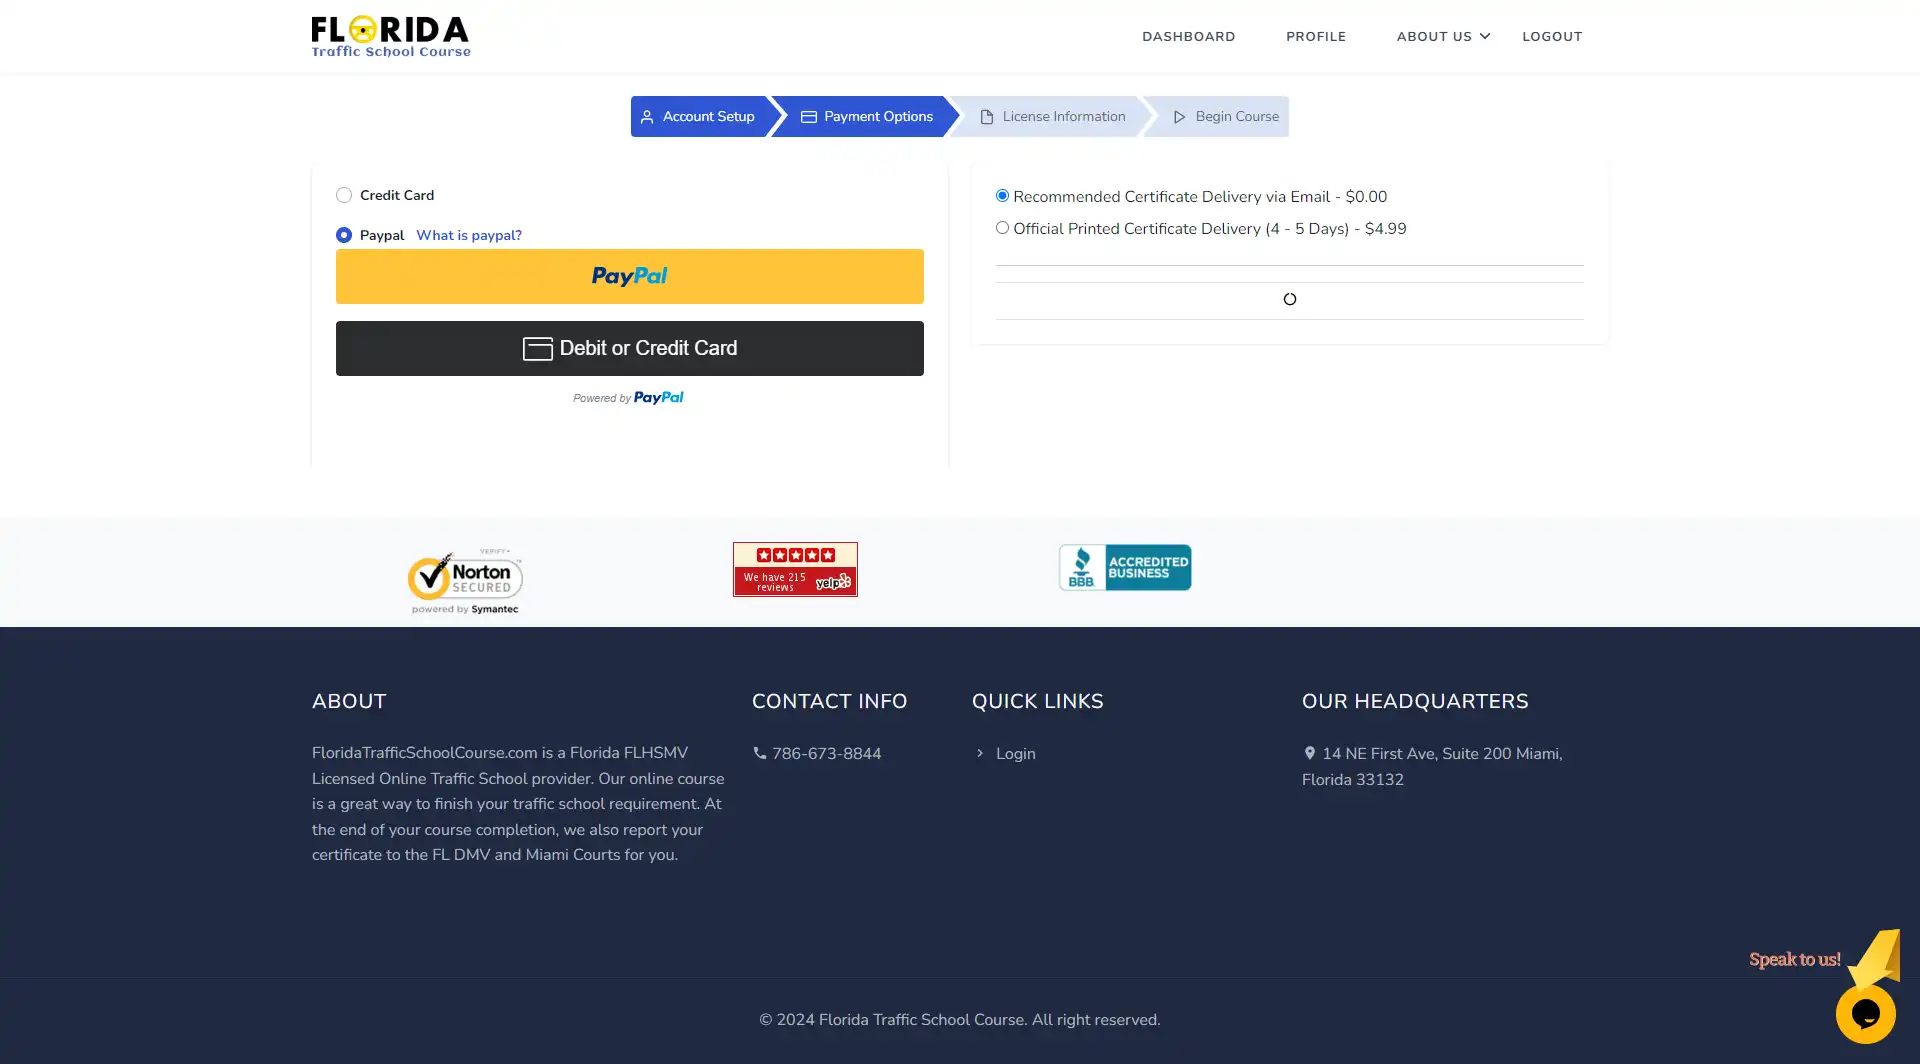 FLORIDA
Traffic School Course
DASHBOARD
PROFILE
ABOUT US
LOGOUT
Account Setup
Payment Options
License Information
Begin Course
Credit Card
Paypal What is paypal?
PayPal
Debit or Credit Card
Powered by PayPal
Recommended Certificate Delivery via Email - $0.00
Official Printed Certificate Delivery (4 - 5 Days) - $4.99
VERIFY
Norton
SECURED
powered by Symantec
We have 215
reviews
yelp
BBB.
ACCREDITED
BUSINESS
ABOUT
FloridaTrafficSchoolCourse.com is a Florida FLHSMV
Licensed Online Traffic School provider. Our online course
is a great way to finish your traffic school requirement. At
the end of your course completion, we also report your
certificate to the FL DMV and Miami Courts for you.
CONTACT INFO
786-673-8844
QUICK LINKS
Login
OUR HEADQUARTERS
14 NE First Ave, Suite 200 Miami,
Florida 33132
Speak to us!
© 2024 Florida Traffic School Course. All right reserved.